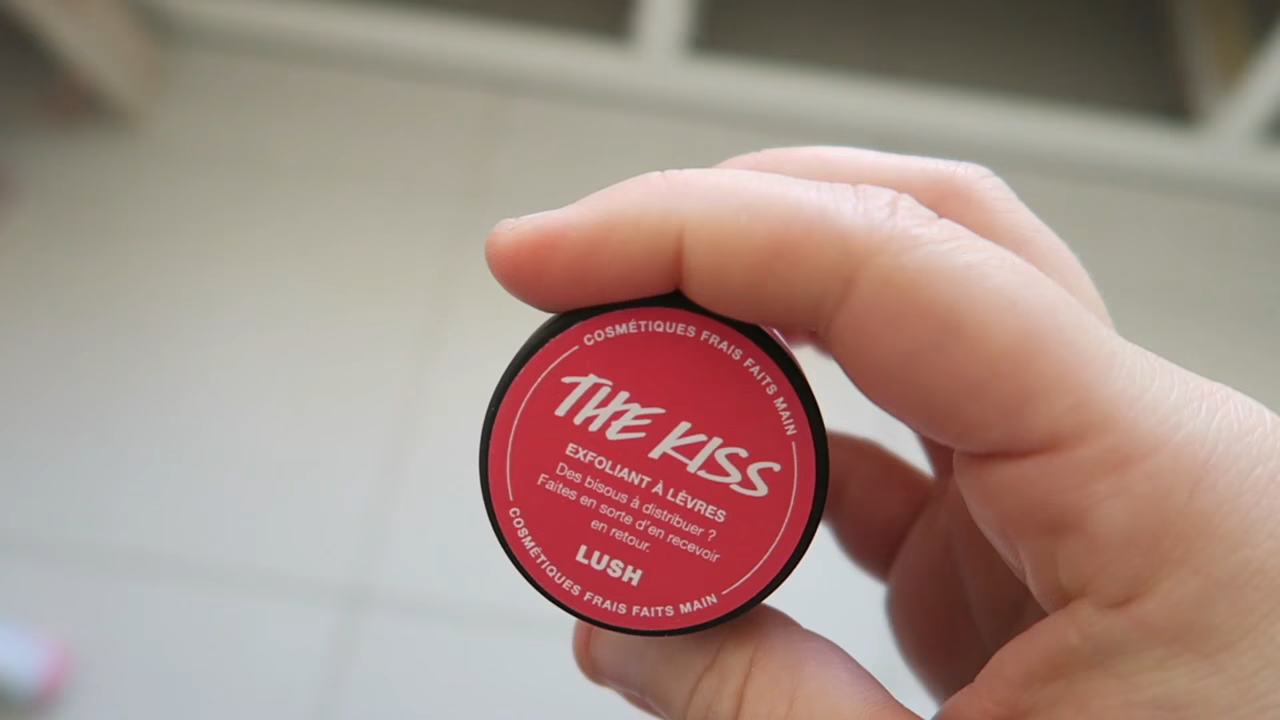 COSMÉTIQUES FRAIS FAITS MAIN
THE KISS
EXFOLIANT À LÈVRES
Des bisous à distribuer ?
Faites en sorte d'en recevoir
en retour.
LUSH
COSMÉTIQUES FRAIS FAITS MAIN